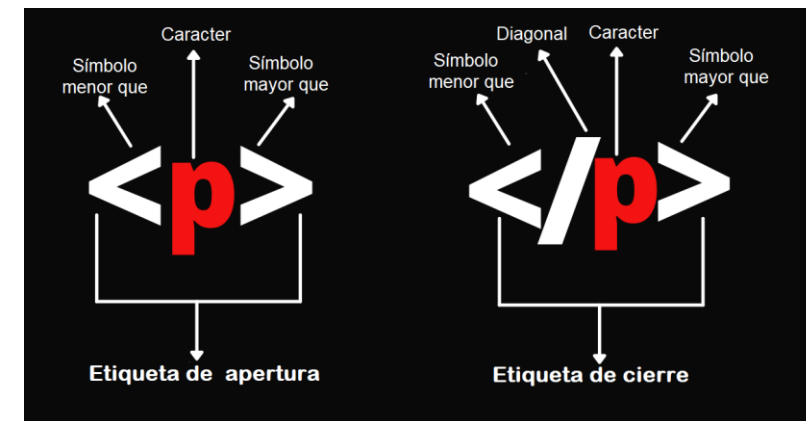 Caracter
Símbolo
menor que
Símbolo
mayor que
<p>
Etiqueta de apertura
Diagonal
Caracter
Símbolo
menor que
Símbolo
mayor que
</p>
Etiqueta de cierre